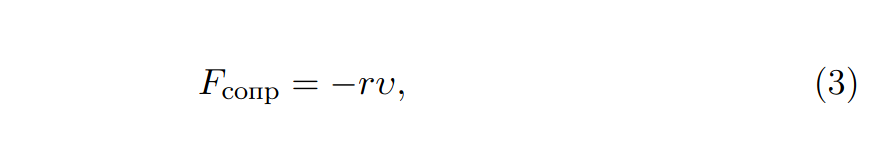 F_сопр = −rυ, (3)